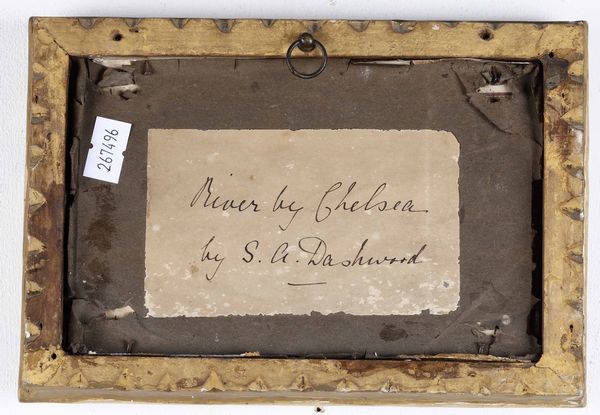 267496
River by Chelsea
by S. A. Dashwood